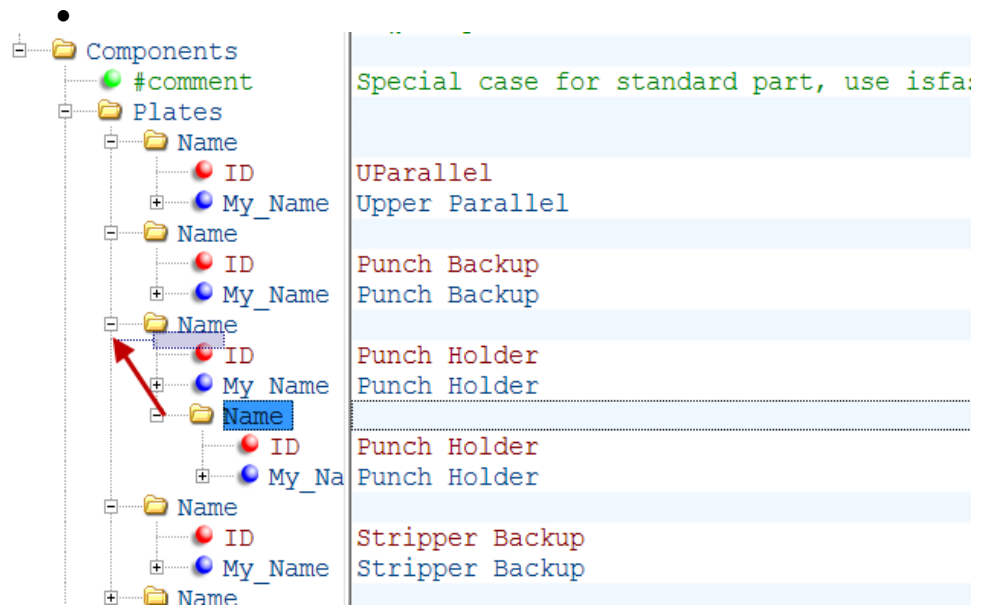 Components
#comment Special case for standard part, use isfa
Plates
Name
ID UParallel
My_Name Upper Parallel
Name
ID Punch Backup
My_Name Punch Backup
Name
ID Punch Holder
My_Name Punch Holder
Name
ID Punch Holder
My_Na Punch Holder
Name
ID Stripper Backup
My_Name Stripper Backup
Name